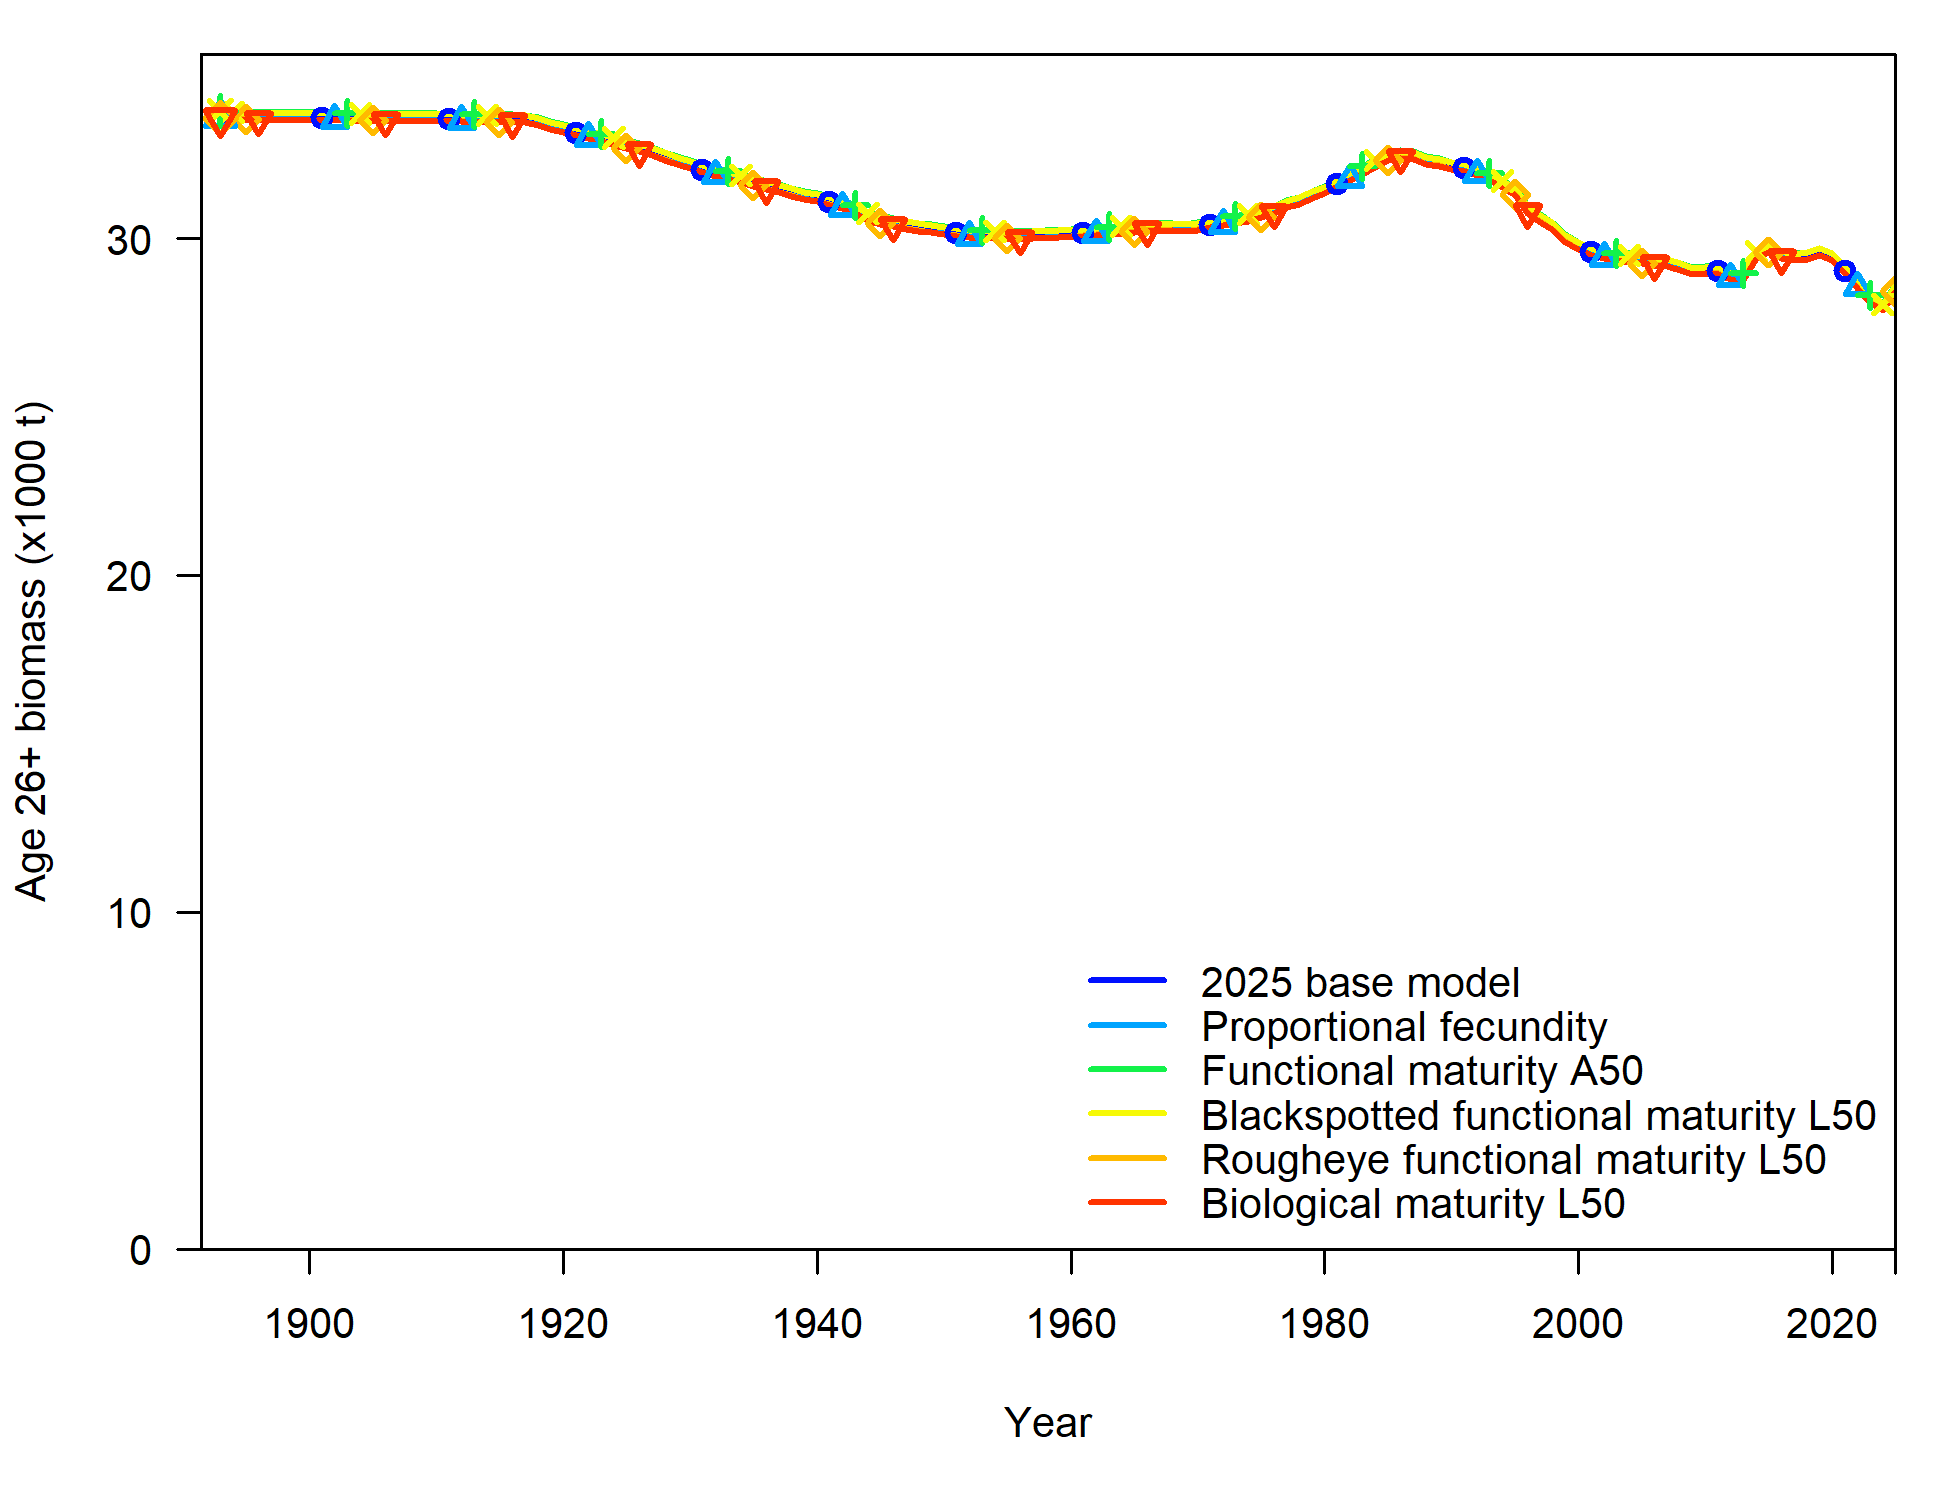 Age 26+ biomass (x1000 t)
30
20
10
0
2025 base model
Proportional fecundity
Functional maturity A50
Blackspotted functional maturity L50
Rougheye functional maturity L50
Biological maturity L50
1900 1920 1940 1960 1980 2000 2020
Year